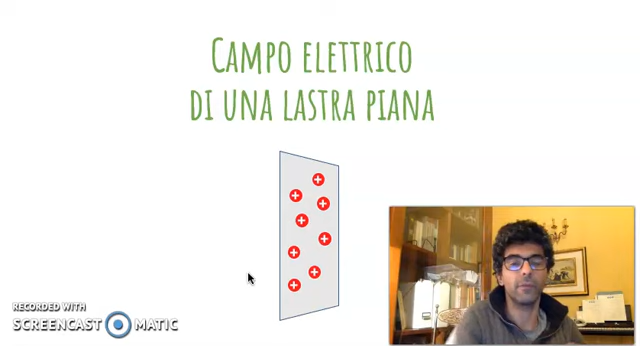 CAMPO ELETTRICO
DI UNA LASTRA PIANA
RECORDED WITH
SCREENCAST MATIC